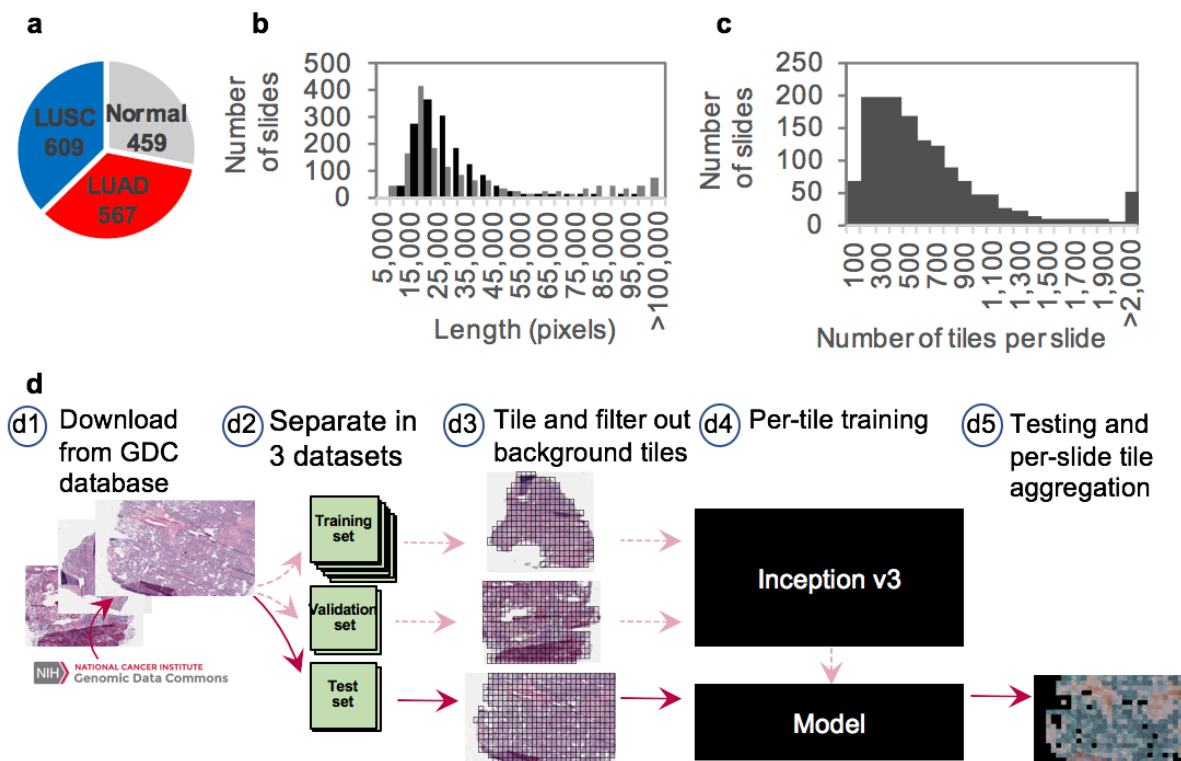 a
LUSC
609
Normal
459
LUAD
567
b
Number
of slides
500
400
300
200
100
0
5,000
15,000
25,000
35,000
45,000
55,000
65,000
75,000
85,000
95,000
>100,000
Length (pixels)
c
Number
of slides
250
200
150
100
50
0
100
300
500
700
900
1,100
1,300
1,500
1,700
1,900
>2,000
Number of tiles per slide
d
d1 Download
from GDC
database
d2 Separate in
3 datasets
d3 Tile and filter out
background tiles
d4 Per-tile training
d5 Testing and
per-slide tile
aggregation
Training
set
Validation
set
Test
set
Inception v3
Model
NIH NATIONAL CANCER INSTITUTE
Genomic Data Commons